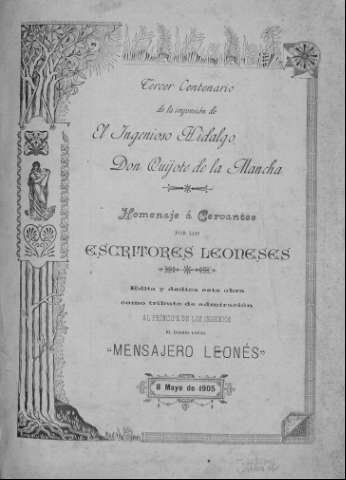 Tercer Centenario
de la impresión de
El Ingenioso Hidalgo
Don Quijote de la Mancha
Homenaje á Cervantes
POR LOS
ESCRITORES LEONESES
Edita y dedica esta obra
como tributo de admiración
AL PRÍNCIPE DE LOS INGENIOS
EL
"MENSAJERO LEONÉS"
8 Mayo de 1905